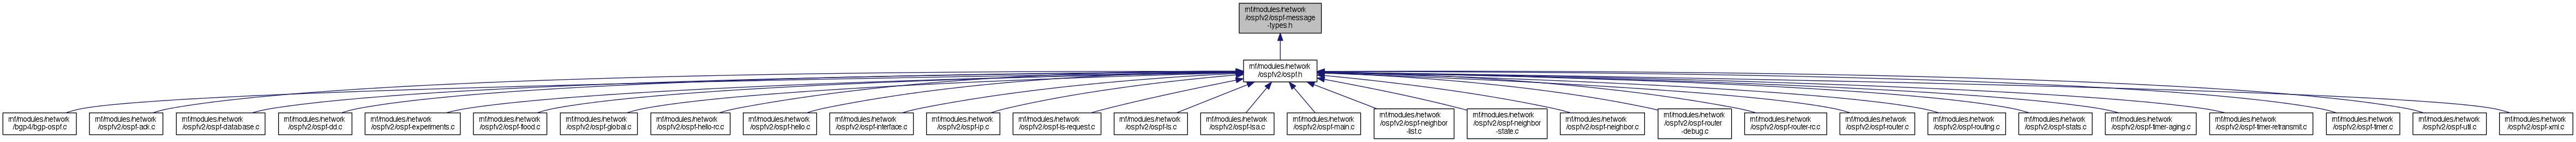 rnf/modules/network
/ospfv2/ospf-message
-types.h
rnf/modules/network
/ospfv2/ospf.h
rnf/modules/network
/bgp4/bgp-ospf.c
rnf/modules/network
/ospfv2/ospf-ack.c
rnf/modules/network
/ospfv2/ospf-database.c
rnf/modules/network
/ospfv2/ospf-dd.c
rnf/modules/network
/ospfv2/ospf-experiments.c
rnf/modules/network
/ospfv2/ospf-flood.c
rnf/modules/network
/ospfv2/ospf-global.c
rnf/modules/network
/ospfv2/ospf-hello-rc.c
rnf/modules/network
/ospfv2/ospf-hello.c
rnf/modules/network
/ospfv2/ospf-interface.c
rnf/modules/network
/ospfv2/ospf-ip.c
rnf/modules/network
/ospfv2/ospf-ls-request.c
rnf/modules/network
/ospfv2/ospf-ls.c
rnf/modules/network
/ospfv2/ospf-lsa.c
rnf/modules/network
/ospfv2/ospf-main.c
rnf/modules/network
/ospfv2/ospf-neighbor
-list.c
rnf/modules/network
/ospfv2/ospf-neighbor
-state.c
rnf/modules/network
/ospfv2/ospf-neighbor.c
rnf/modules/network
/ospfv2/ospf-router
-debug.c
rnf/modules/network
/ospfv2/ospf-router-rc.c
rnf/modules/network
/ospfv2/ospf-router.c
rnf/modules/network
/ospfv2/ospf-routing.c
rnf/modules/network
/ospfv2/ospf-stats.c
rnf/modules/network
/ospfv2/ospf-timer-aging.c
rnf/modules/network
/ospfv2/ospf-timer-retransmit.c
rnf/modules/network
/ospfv2/ospf-timer.c
rnf/modules/network
/ospfv2/ospf-util.c
rnf/modules/network
/ospfv2/ospf-xml.c